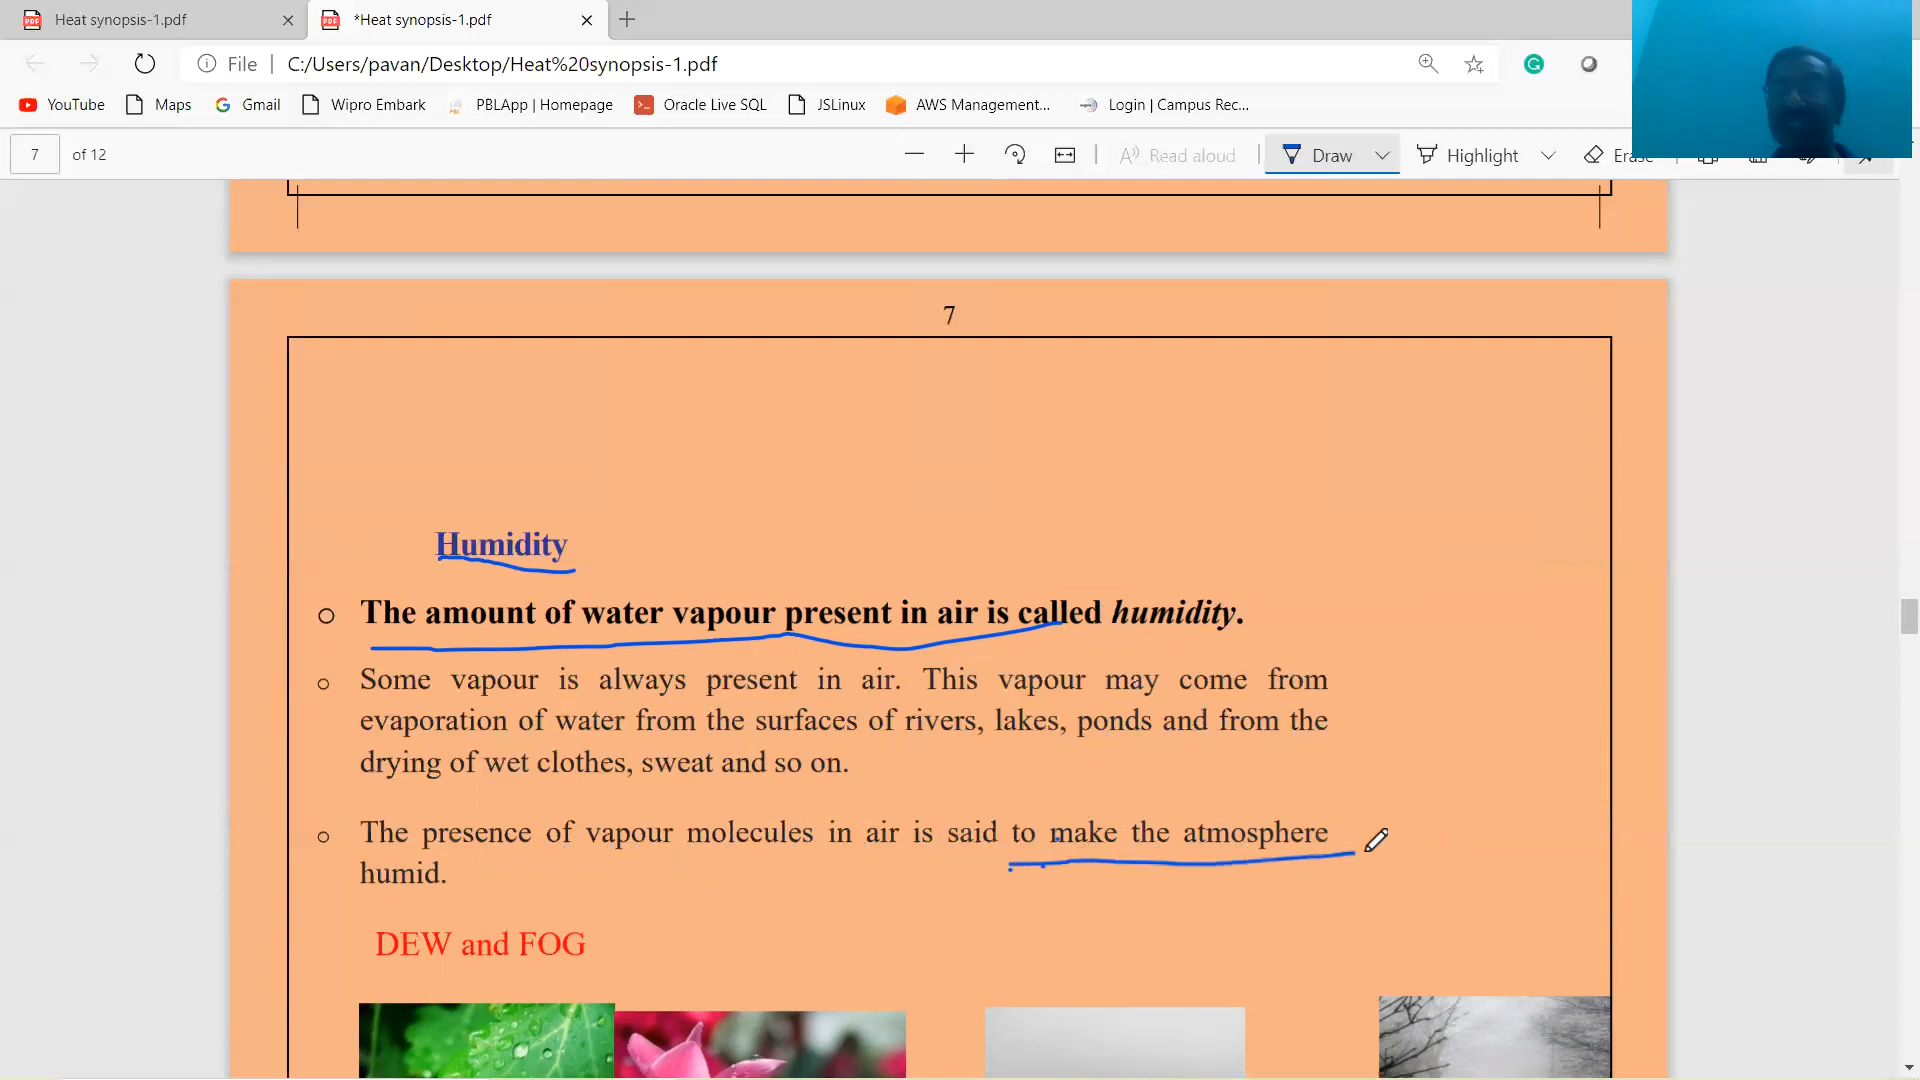 Heat synopsis-1.pdf
*Heat synopsis-1.pdf
File
C:/Users/pavan/Desktop/Heat%20synopsis-1.pdf
YouTube Maps Gmail Wipro Embark PBLApp | Homepage Oracle Live SQL JSLinux AWS Management... Login | Campus Rec...
7 of 12 Read aloud Draw Highlight
7
Humidity
The amount of water vapour present in air is called humidity.
Some vapour is always present in air. This vapour may come from
evaporation of water from the surfaces of rivers, lakes, ponds and from the
drying of wet clothes, sweat and so on.
The presence of vapour molecules in air is said to make the atmosphere
humid.
DEW and FOG